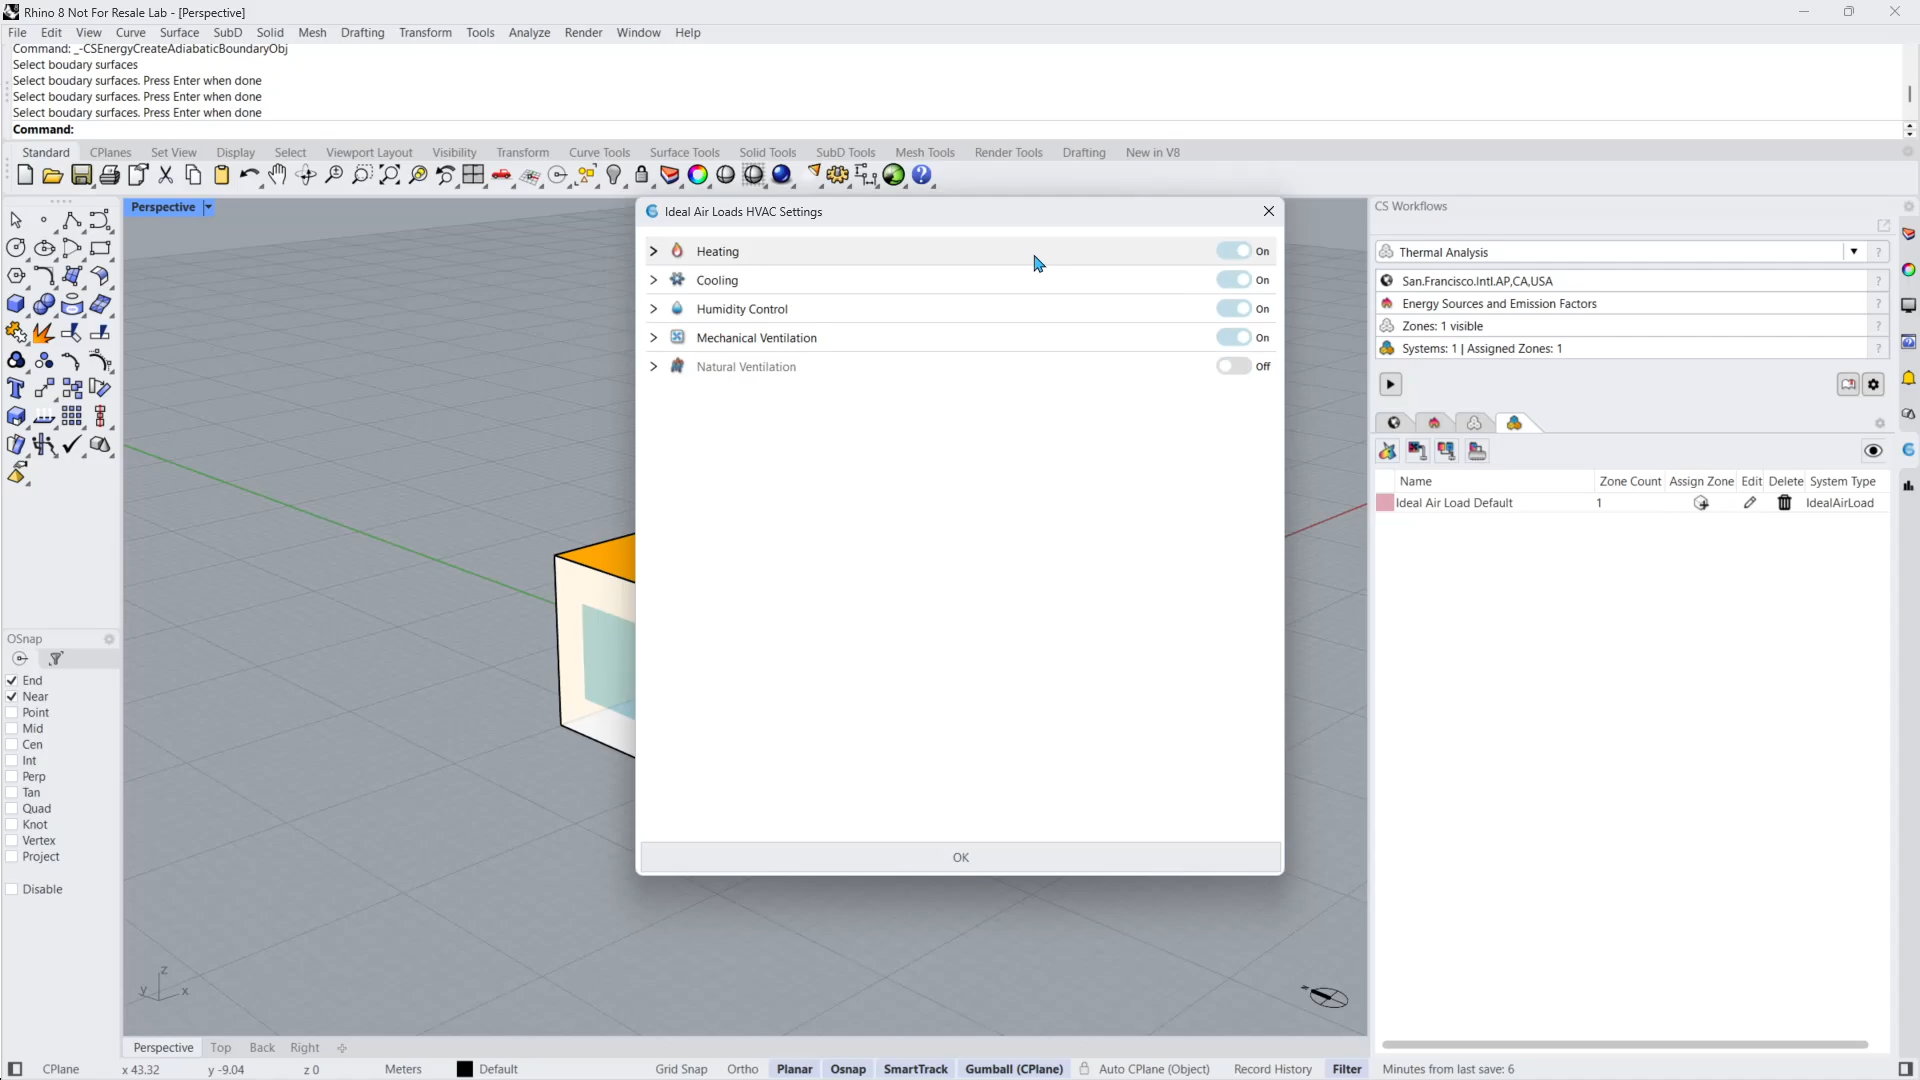 Rhino 8 Not For Resale Lab - [Perspective]
File Edit View Curve Surface SubD Solid Mesh Drafting Transform Tools Analyze Render Window Help
Command: _-CSEnergyCreateAdiabaticBoundaryObj
Select boudary surfaces
Select boudary surfaces. Press Enter when done
Select boudary surfaces. Press Enter when done
Select boudary surfaces. Press Enter when done
Command:
Standard CPlanes Set View Display Select Viewport Layout Visibility Transform Curve Tools Surface Tools Solid Tools SubD Tools Mesh Tools Render Tools Drafting New in V8
Perspective
Ideal Air Loads HVAC Settings
Heating On
Cooling On
Humidity Control On
Mechanical Ventilation On
Natural Ventilation Off
OK
CS Workflows
Thermal Analysis ?
San.Francisco.Intl.AP,CA,USA ?
Energy Sources and Emission Factors ?
Zones: 1 visible ?
Systems: 1 | Assigned Zones: 1 ?
Name Zone Count Assign Zone Edit Delete System Type
Ideal Air Load Default 1 IdealAirLoad
OSnap
End
Near
Point
Mid
Cen
Int
Perp
Tan
Quad
Knot
Vertex
Project
Disable
z
y x
Perspective Top Back Right
CPlane x 43.32 y -9.04 z 0 Meters Default Grid Snap Ortho Planar Osnap SmartTrack Gumball (CPlane) Auto CPlane (Object) Record History Filter Minutes from last save: 6